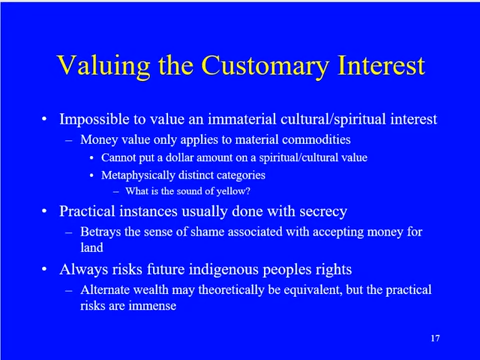 Valuing the Customary Interest
• Impossible to value an immaterial cultural/spiritual interest
– Money value only applies to material commodities
• Cannot put a dollar amount on a spiritual/cultural value
• Metaphysically distinct categories
– What is the sound of yellow?
• Practical instances usually done with secrecy
– Betrays the sense of shame associated with accepting money for
land
• Always risks future indigenous peoples rights
– Alternate wealth may theoretically be equivalent, but the practical
risks are immense
17